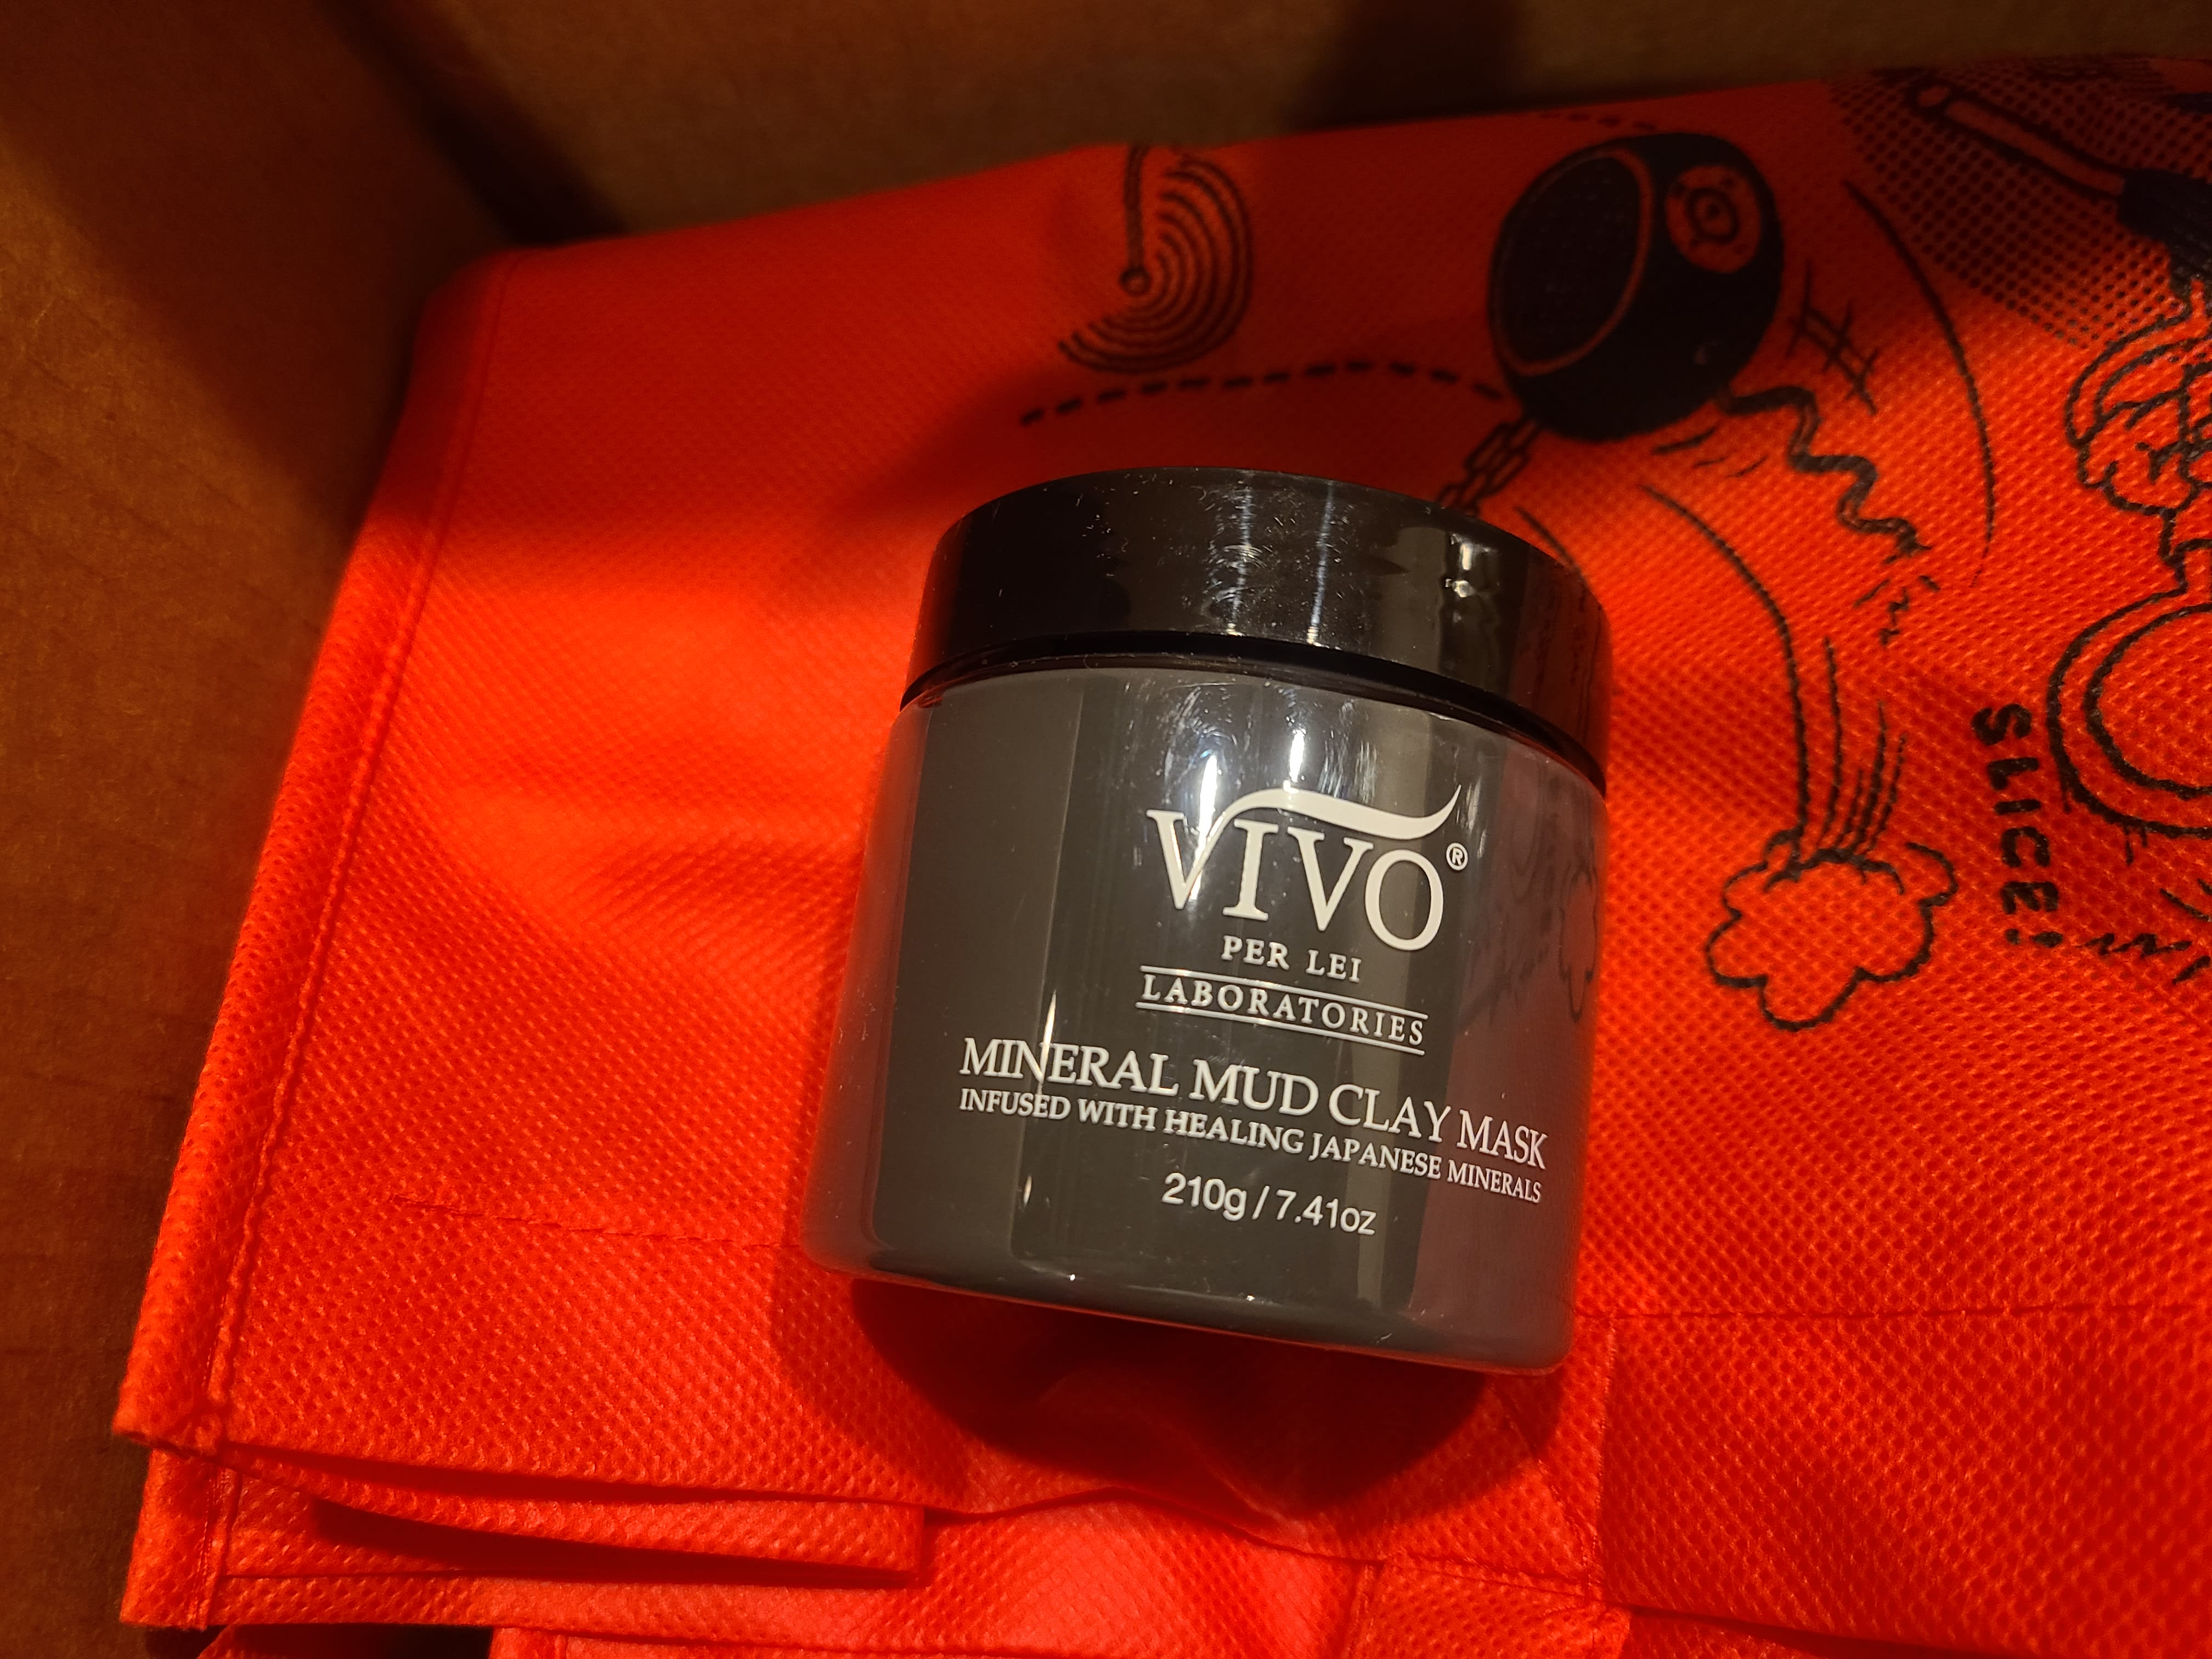 VIVO®
PER LEI
LABORATORIES
MINERAL MUD CLAY MASK
INFUSED WITH HEALING JAPANESE MINERALS
210g / 7.41oz
SLICE!